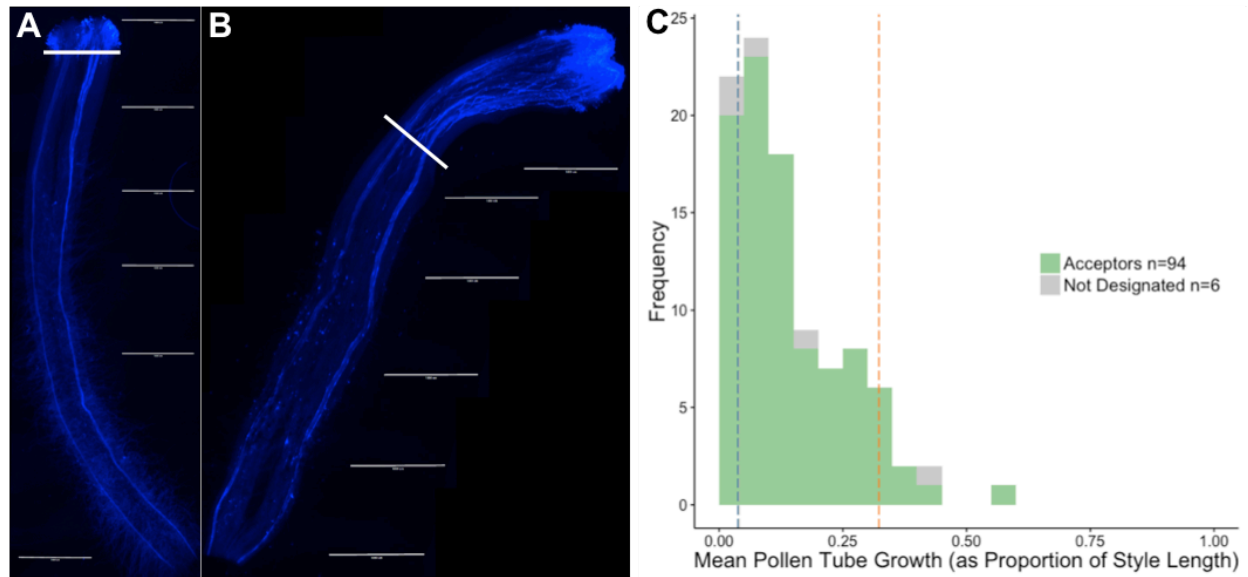 A
B
C
25
20
15
10
5
0
Frequency
Acceptors n=94
Not Designated n=6
0.00
0.25
0.50
0.75
1.00
Mean Pollen Tube Growth (as Proportion of Style Length)